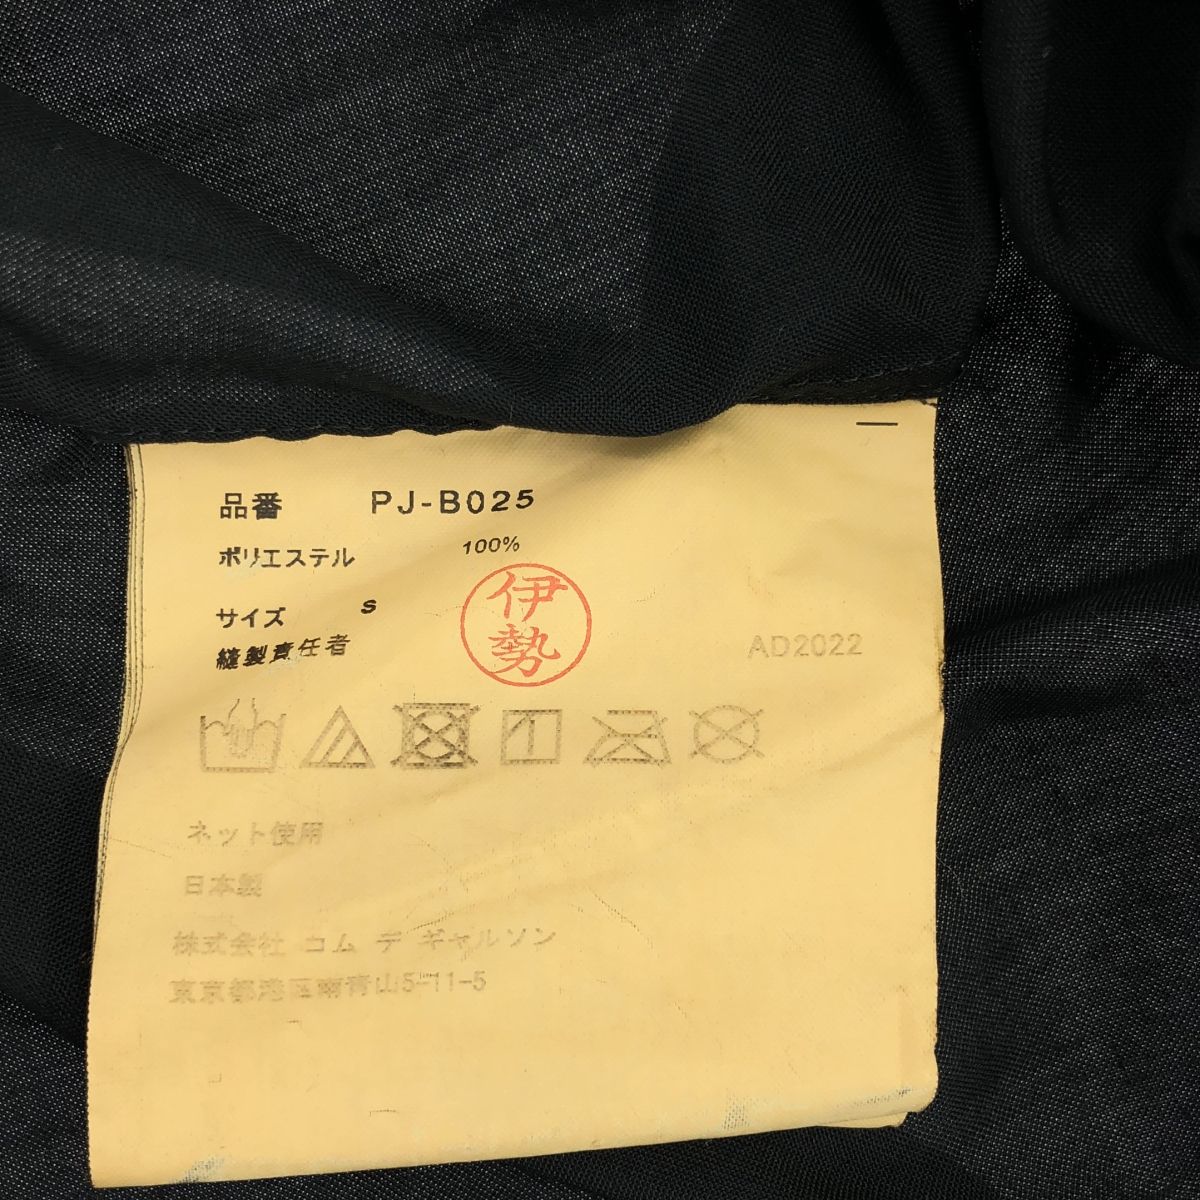 品番 PJ-B025
ポリエステル 100%
サイズ S
縫製責任者 伊勢
AD2022
ネット使用
日本製
株式会社 コム デ ギャルソン
東京都港区南青山5-11-5